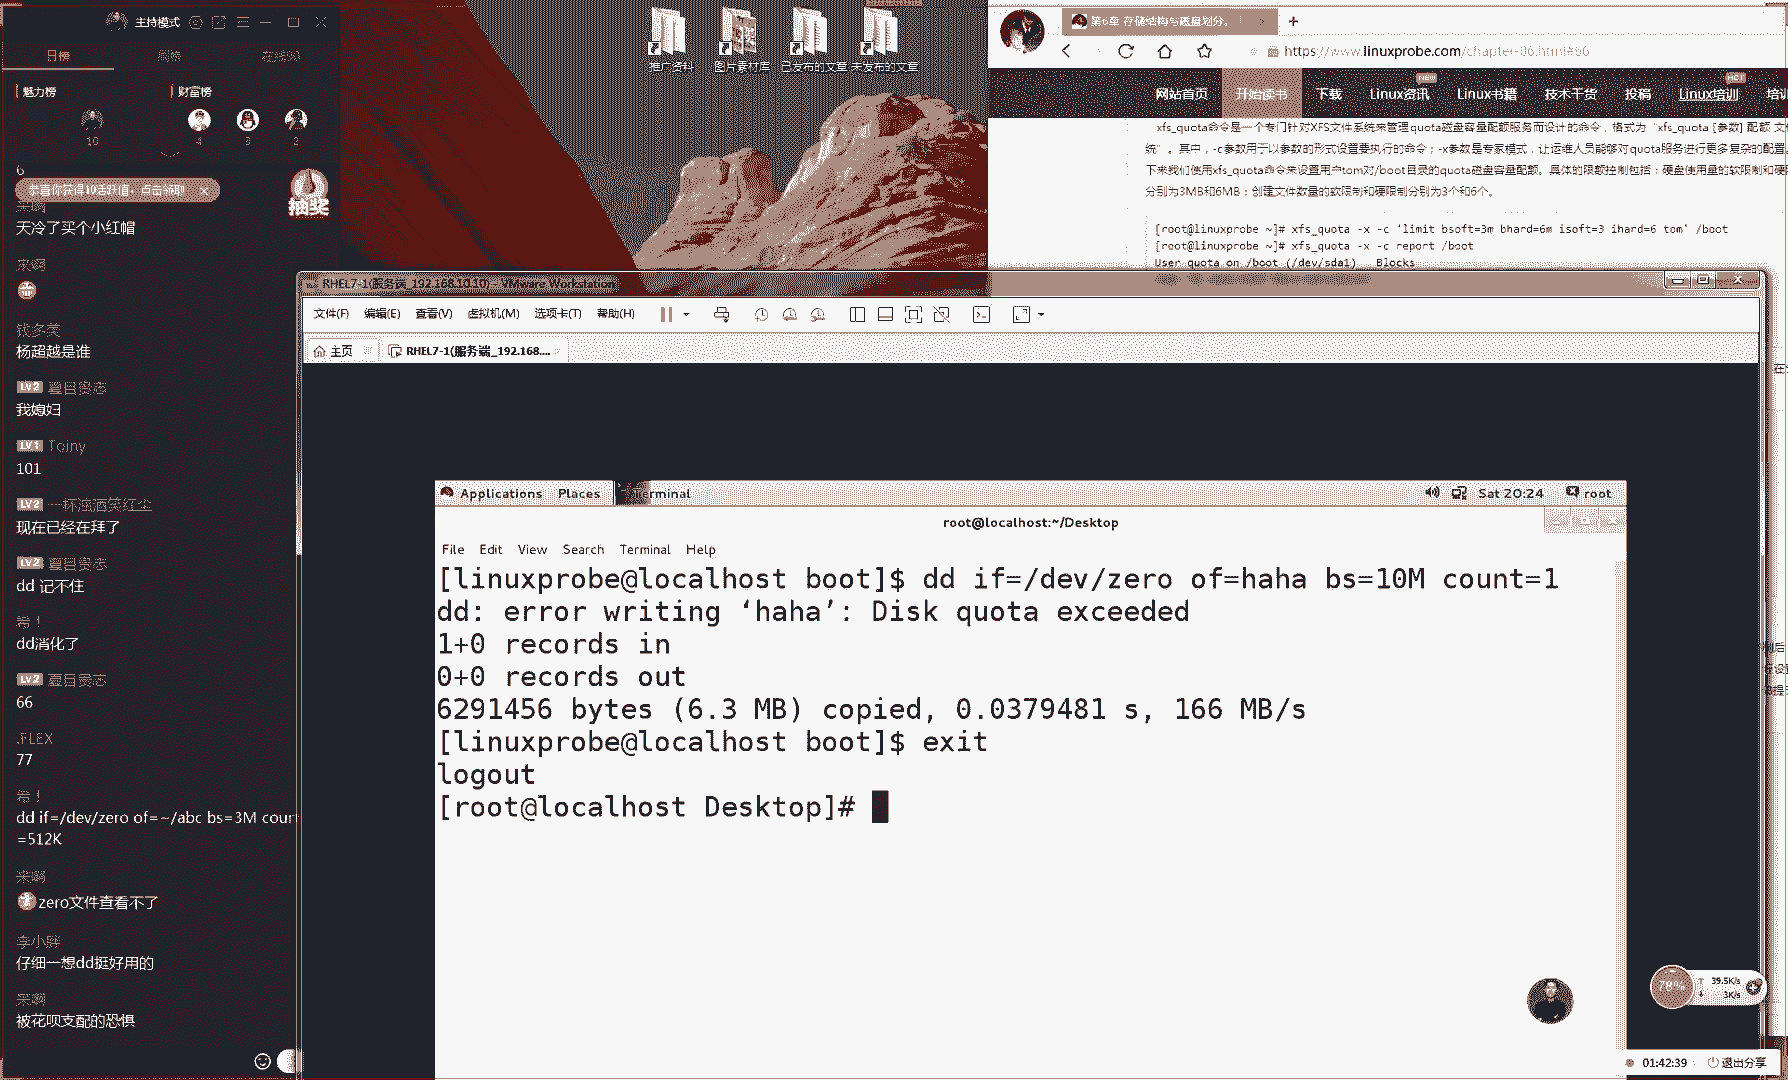 主持模式
日榜
周榜
魅力榜
财富榜
10
4
3
2
6
恭喜你获得10活跃值，点击领取
抽奖
来啊
天冷了买个小红帽
来啊
杨超越是谁
LV2 夏目贵志
我媳妇
LV1 Toiny
101
LV2 一杯浊酒笑红尘
现在已经在拜了
LV2 夏目贵志
dd 记不住
希！
dd消化了
LV2 夏目贵志
66
.FLEX
77
希！
dd if=/dev/zero of=~/abc bs=3M coun
=512K
来啊
zero文件查看不了
李小胖
仔细一想dd挺好用的
来啊
被花呗支配的恐惧
推广资料
图片素材库
已发布的文章
未发布的文章
第6章 存储结构与磁盘划分。
https://www.linuxprobe.com/chapter-06.html#66
网站首页
开始读书
下载
Linux资讯
NEW
Linux书籍
技术干货
投稿
Linux培训
HOT
培训
xfs_quota命令是一个专门针对XFS文件系统来管理quota磁盘容量配额服务而设计的命令，格式为“xfs_quota [参数] 配额 文件
统”。其中，-c参数用于以参数的形式设置要执行的命令；-x参数是专家模式，让运维人员能够对quota服务进行更多复杂的配置。
下来我们使用xfs_quota命令来设置用户tom对/boot目录的quota磁盘容量配额。具体的限额控制包括：硬盘使用量的软限制和硬限
分别为3MB和6MB；创建文件数量的软限制和硬限制分别为3个和6个。
[root@linuxprobe ~]# xfs_quota -x -c 'limit bsoft=3m bhard=6m isoft=3 ihard=6 tom' /boot
[root@linuxprobe ~]# xfs_quota -x -c report /boot
User quota on /boot (/dev/sda1) Blocks
RHEL7-1(服务端_192.168.10.10) - VMware Workstation
文件(F) 编辑(E) 查看(V) 虚拟机(M) 选项卡(T) 帮助(H)
主页
RHEL7-1(服务端_192.168....
Applications Places Terminal
Sat 20:24 root
root@localhost:~/Desktop
File Edit View Search Terminal Help
[linuxprobe@localhost boot]$ dd if=/dev/zero of=haha bs=10M count=1
dd: error writing ‘haha’: Disk quota exceeded
1+0 records in
0+0 records out
6291456 bytes (6.3 MB) copied, 0.0379481 s, 166 MB/s
[linuxprobe@localhost boot]$ exit
logout
[root@localhost Desktop]#
78%
39.5K/s
3K/s
01:42:39
退出分享